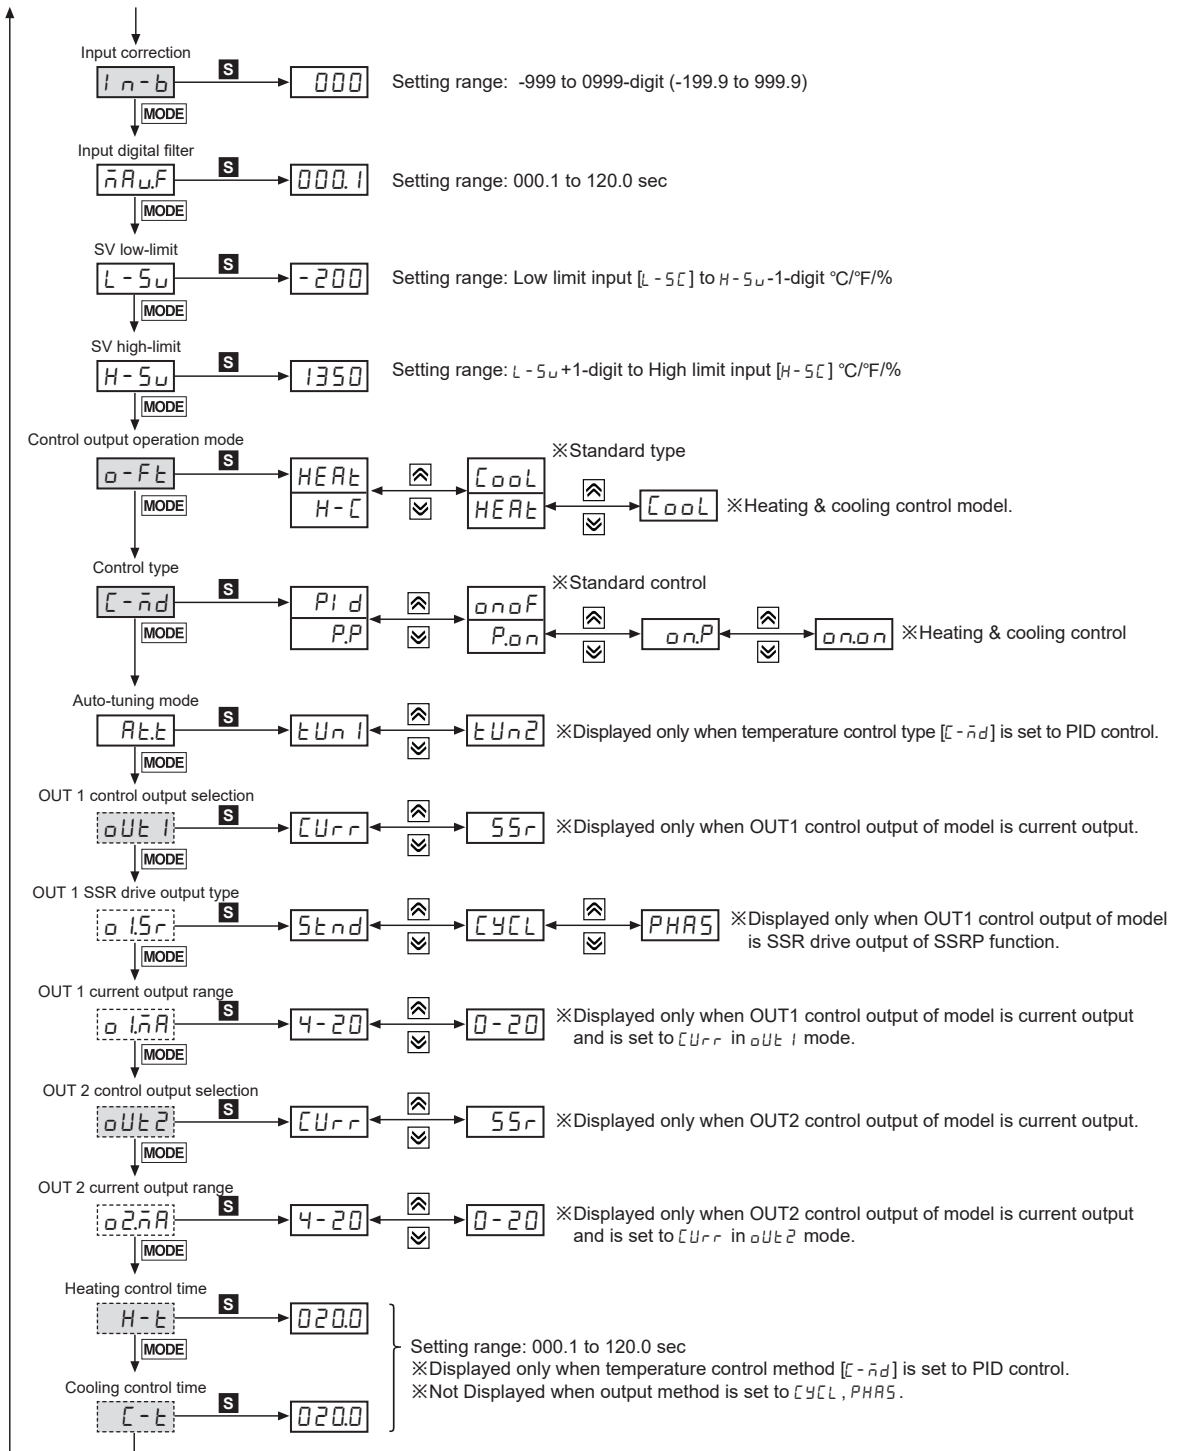 Input correction
In-b S 000 Setting range: -999 to 0999-digit (-199.9 to 999.9)
MODE
Input digital filter
mAu.F S 000.1 Setting range: 000.1 to 120.0 sec
MODE
SV low-limit
L-Su S -200 Setting range: Low limit input [L-SC] to H-Su-1-digit °C/°F/%
MODE
SV high-limit
H-Su S 1350 Setting range: L-Su+1-digit to High limit input [H-SC] °C/°F/%
MODE
Control output operation mode
o-Ft S HEAt CooL ※Standard type
MODE H-C HEAt CooL ※Heating & cooling control model.
Control type
C-md S PId onoF ※Standard control
MODE P.P P.on on.P on.on ※Heating & cooling control
Auto-tuning mode
At.t S tUn1 tUn2 ※Displayed only when temperature control type [C-md] is set to PID control.
MODE
OUT 1 control output selection
oUt1 S CUrr SSr ※Displayed only when OUT1 control output of model is current output.
MODE
OUT 1 SSR drive output type
o1.Sr S Stnd CYCL PHAS ※Displayed only when OUT1 control output of model
is SSR drive output of SSRP function.
MODE
OUT 1 current output range
o1.mA S 4-20 0-20 ※Displayed only when OUT1 control output of model is current output
and is set to CUrr in oUt1 mode.
MODE
OUT 2 control output selection
oUt2 S CUrr SSr ※Displayed only when OUT2 control output of model is current output.
MODE
OUT 2 current output range
o2.mA S 4-20 0-20 ※Displayed only when OUT2 control output of model is current output
and is set to CUrr in oUt2 mode.
MODE
Heating control time
H-t S 020.0
MODE
Setting range: 000.1 to 120.0 sec
※Displayed only when temperature control method [C-md] is set to PID control.
※Not Displayed when output method is set to CYCL, PHAS.
Cooling control time
C-t S 020.0